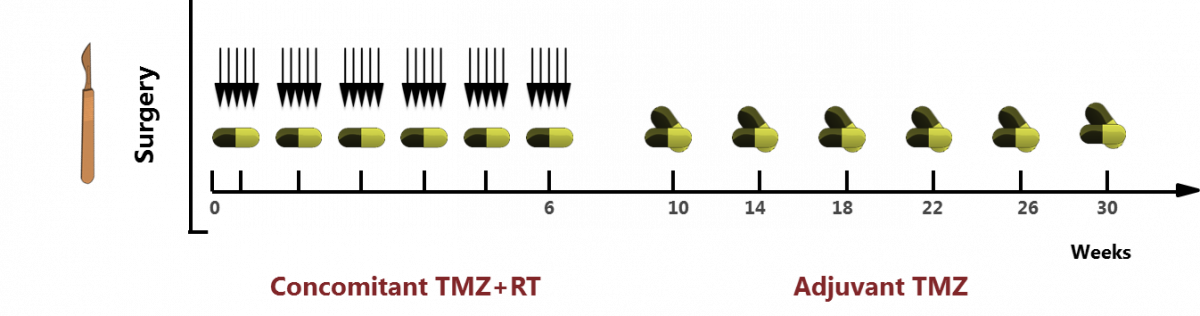 Surgery
0 6 10 14 18 22 26 30
Weeks
Concomitant TMZ+RT Adjuvant TMZ